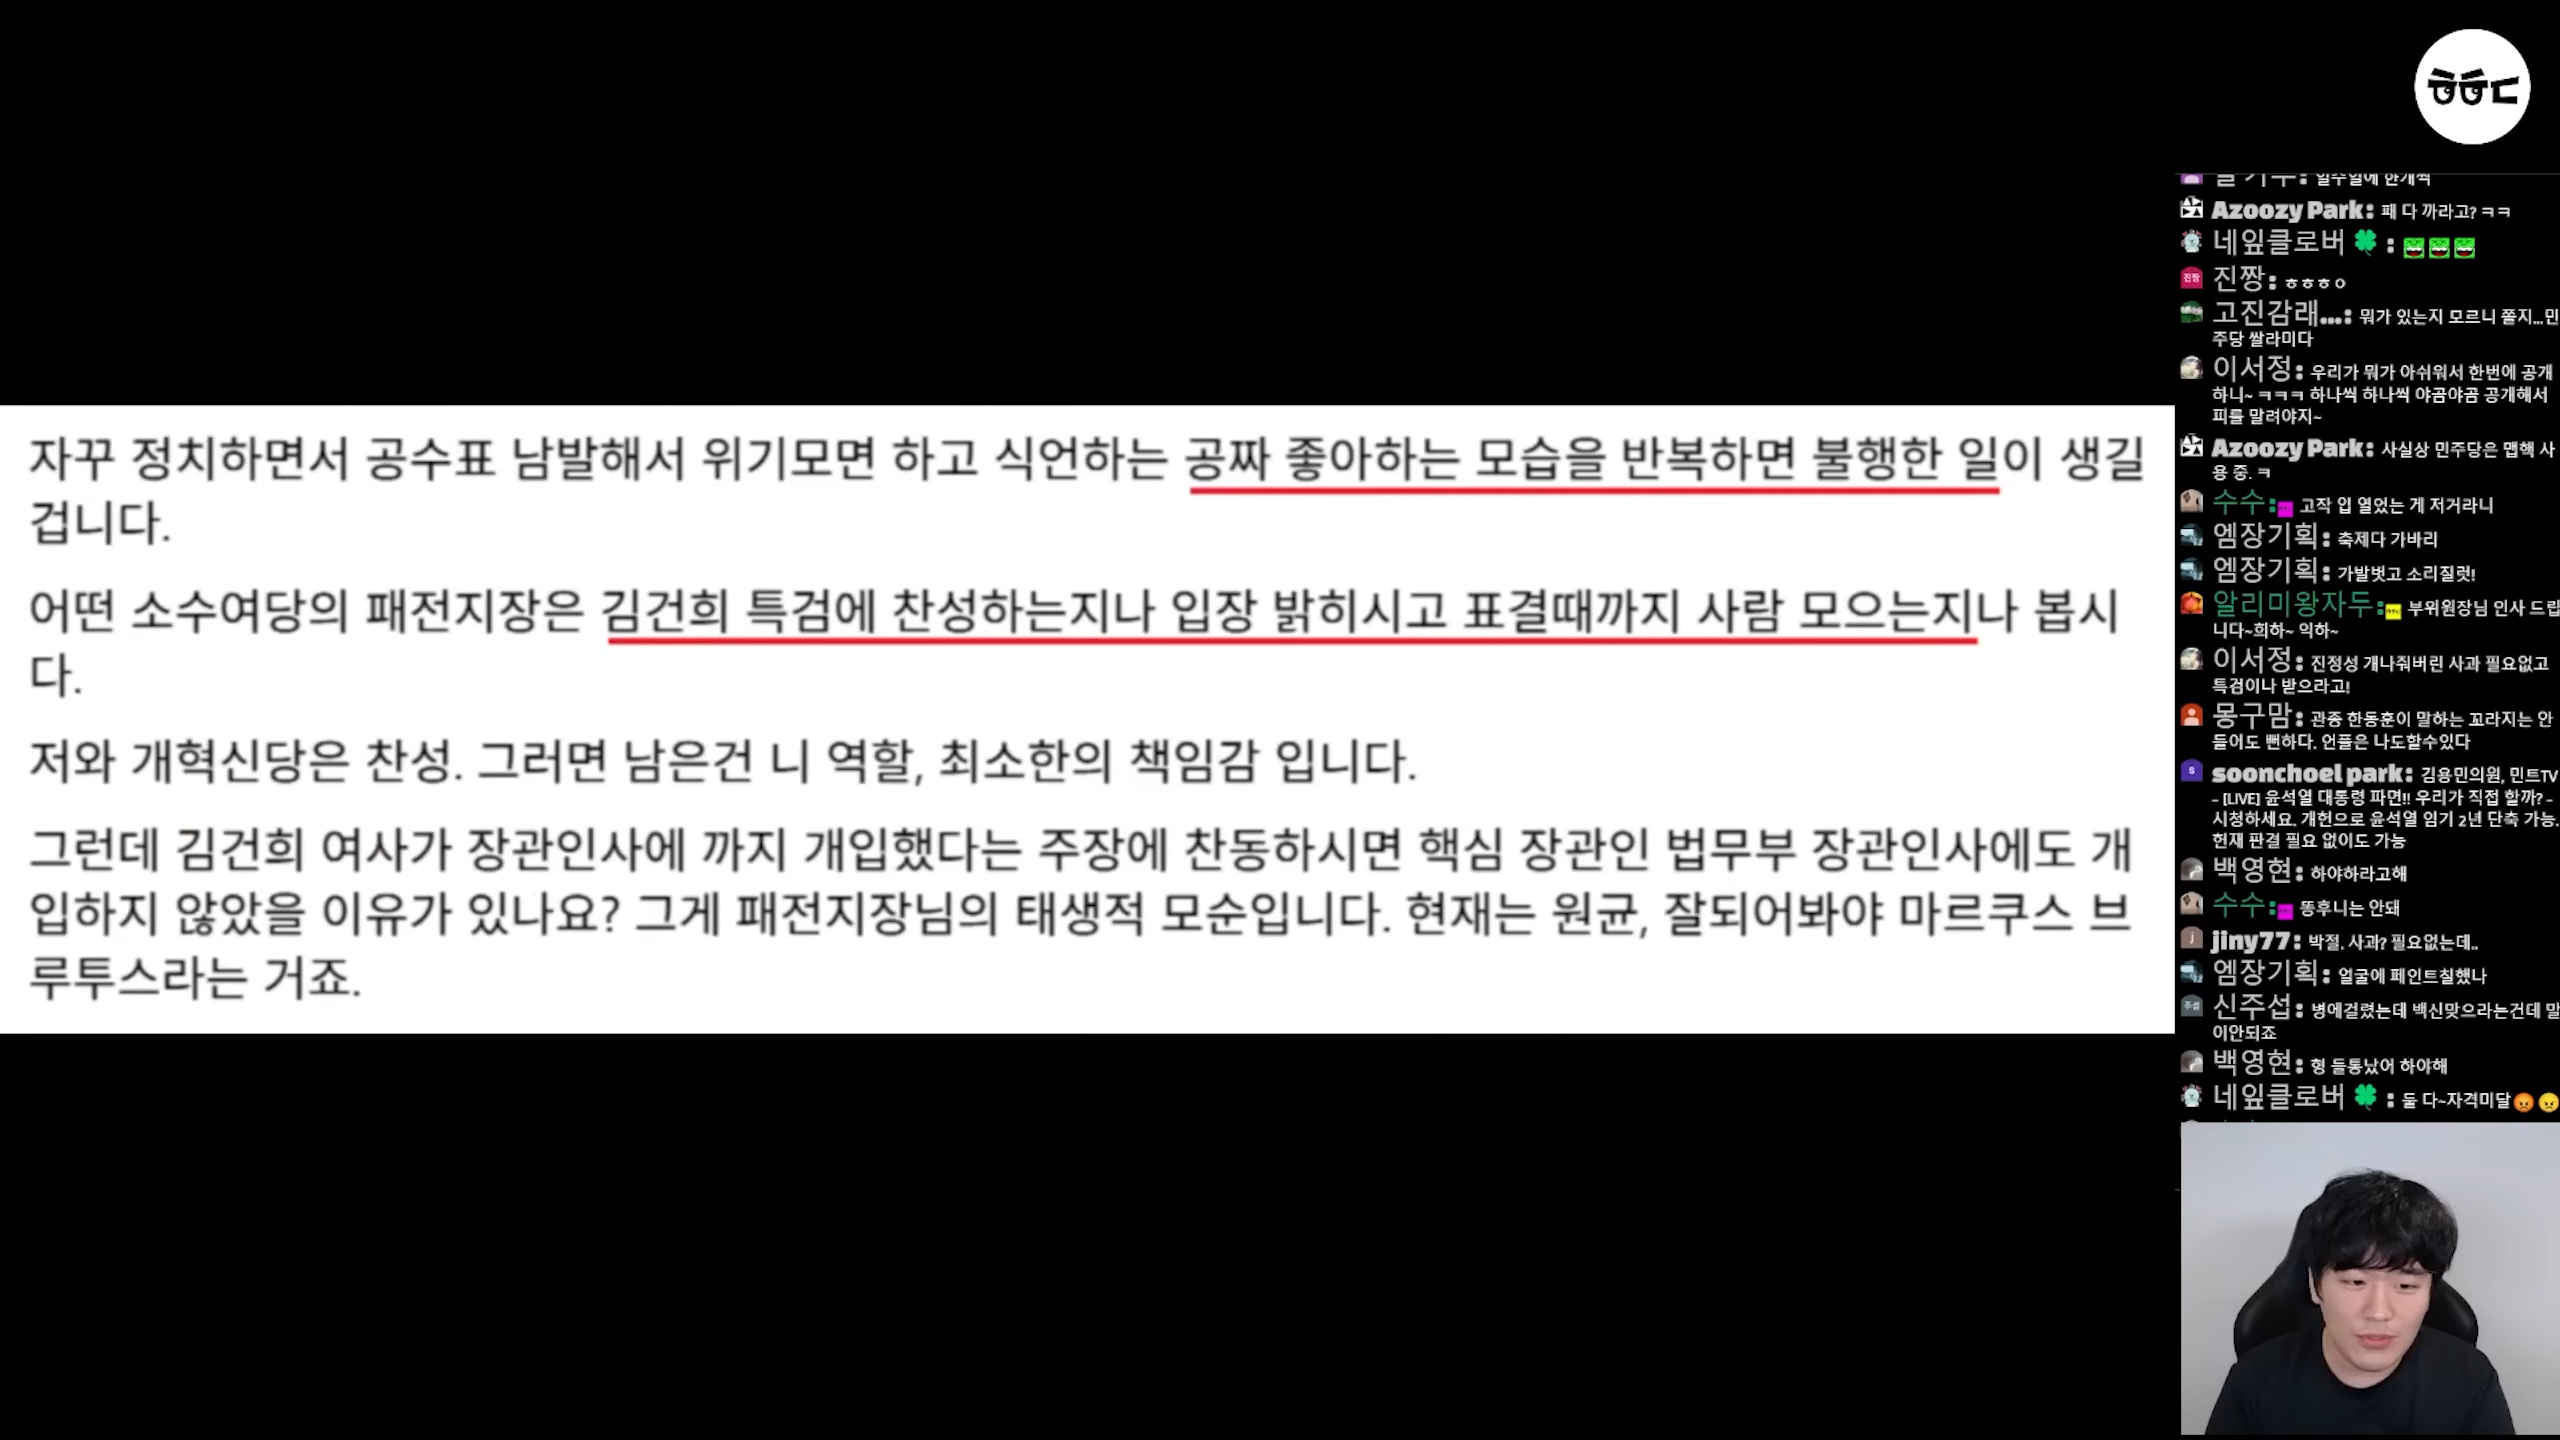 자꾸 정치하면서 공수표 남발해서 위기모면 하고 식언하는 공짜 좋아하는 모습을 반복하면 불행한 일이 생길
겁니다.
어떤 소수여당의 패전지장은 김건희 특검에 찬성하는지나 입장 밝히시고 표결때까지 사람 모으는지나 봅시
다.
저와 개혁신당은 찬성. 그러면 남은건 니 역할, 최소한의 책임감 입니다.
그런데 김건희 여사가 장관인사에 까지 개입했다는 주장에 찬동하시면 핵심 장관인 법무부 장관인사에도 개
입하지 않았을 이유가 있나요? 그게 패전지장님의 태생적 모순입니다. 현재는 원균, 잘되어봐야 마르쿠스 브
루투스라는 거죠.
ㅎㅎㄷ
일주일에 한개씩
Azoozy Park: 패 다 까라고? ㅋㅋ
네잎클로버 🍀 :
진짱: ㅎㅎㅎㅇ
고진감래...: 뭐가 있는지 모르니 쫄지...민
주당 쌀라미다
이서정: 우리가 뭐가 아쉬워서 한번에 공개
하니~ ㅋㅋㅋ 하나씩 하나씩 야곰야곰 공개해서
피를 말려야지~
Azoozy Park: 사실상 민주당은 맵핵 사
용 중. ㅋ
수수: 고작 입 열었는 게 저거라니
엠장기획: 축제다 가바리
엠장기획: 가발벗고 소리질럿!
알리미왕자두: 부위원장님 인사 드립
니다~희하~ 익하~
이서정: 진정성 개나줘버린 사과 필요없고
특검이나 받으라고!
몽구맘: 관종 한동훈이 말하는 꼬라지는 안
들어도 뻔하다. 언플은 나도할수있다
soonchoel park: 김용민의원, 민트TV
- [LIVE] 윤석열 대통령 파면!! 우리가 직접 할까? -
시청하세요. 개헌으로 윤석열 임기 2년 단축 가능.
헌재 판결 필요 없이도 가능
백영현: 하야하라고해
수수: 똥후니는 안돼
jiny77: 박절. 사과? 필요없는데..
엠장기획: 얼굴에 페인트칠했나
신주섭: 병에걸렸는데 백신맞으라는건데 말
이안되죠
백영현: 형 들통났어 하야해
네잎클로버 🍀 : 둘 다~자격미달😡😠